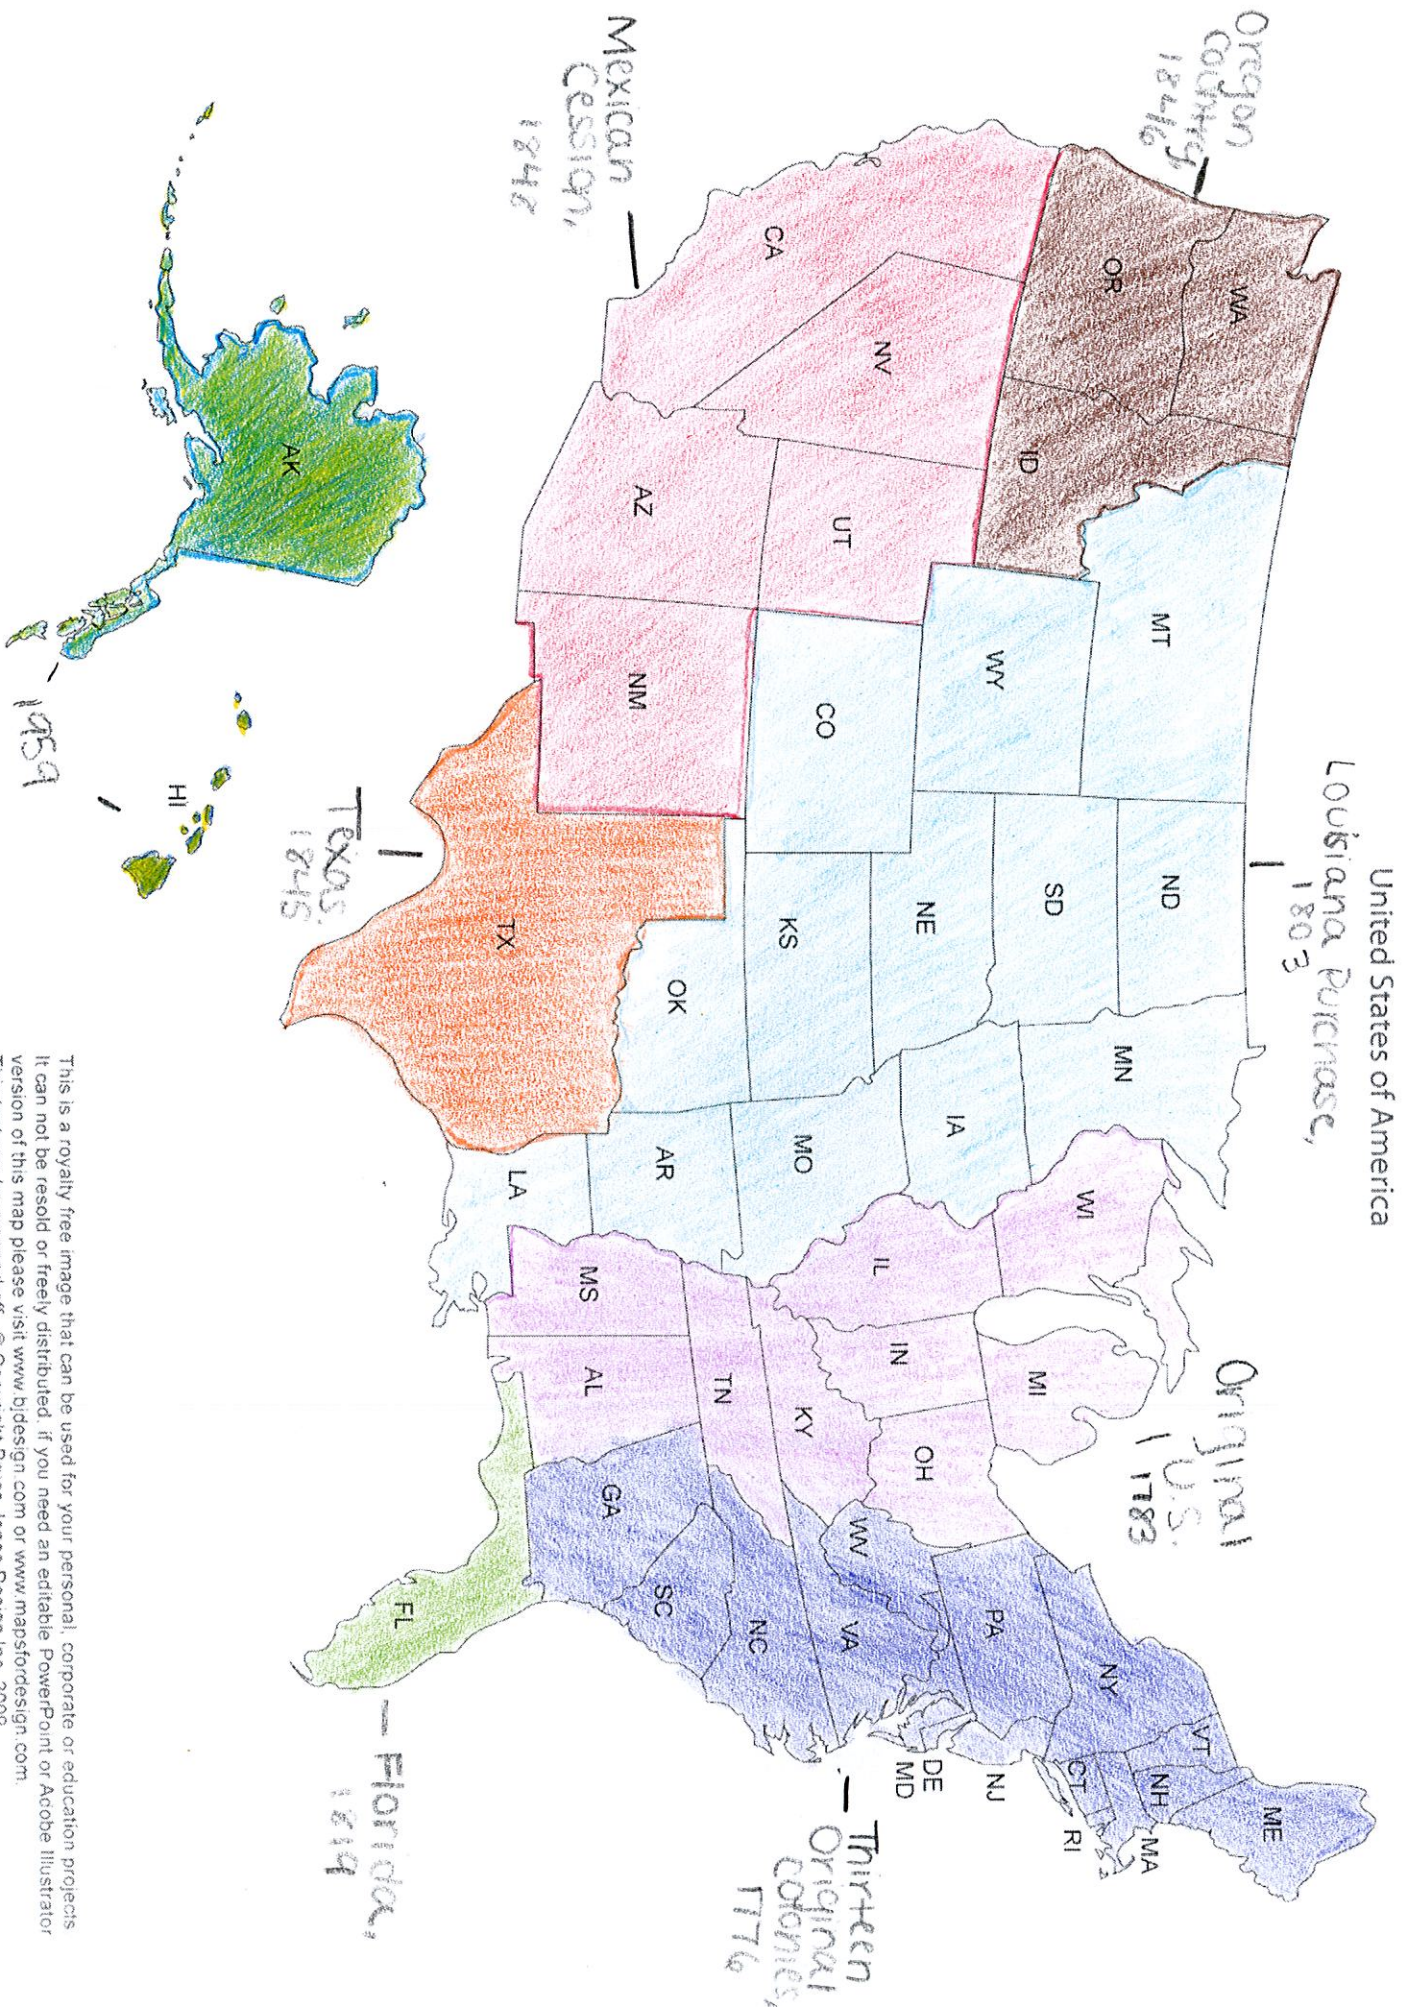 United States of America
Louisiana Purchase,
1803
Oregon
Country
1846
Original
U.S.
1783
Mexican
Cession,
1848
Thirteen
Original
Colonies,
1776
Texas,
1845
Florida,
1819
1959
WA
OR
ID
MT
ND
MN
SD
WY
NE
IA
WI
MI
CA
NV
UT
CO
KS
MO
IL
IN
OH
PA
NY
VT
NH
ME
MA
RI
CT
NJ
DE
MD
WV
VA
KY
TN
NC
SC
GA
AL
MS
AR
LA
OK
TX
NM
AZ
FL
AK
HI
This is a royalty free image that can be used for your personal, corporate or education projects
It can not be resold or freely distributed, if you need an editable PowerPoint or Adobe Illustrator
version of this map please visit www.bjdesign.com or www.mapsfordesign.com.